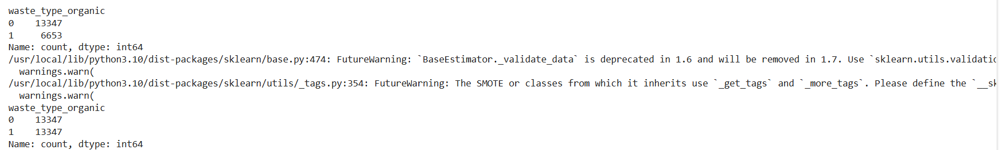 waste_type_organic
0    13347
1     6653
Name: count, dtype: int64
/usr/local/lib/python3.10/dist-packages/sklearn/base.py:474: FutureWarning: `BaseEstimator._validate_data` is deprecated in 1.6 and will be removed in 1.7. Use `sklearn.utils.validatio
  warnings.warn(
/usr/local/lib/python3.10/dist-packages/sklearn/utils/_tags.py:354: FutureWarning: The SMOTE or classes from which it inherits use `_get_tags` and `_more_tags`. Please define the `__sk
  warnings.warn(
waste_type_organic
0    13347
1    13347
Name: count, dtype: int64